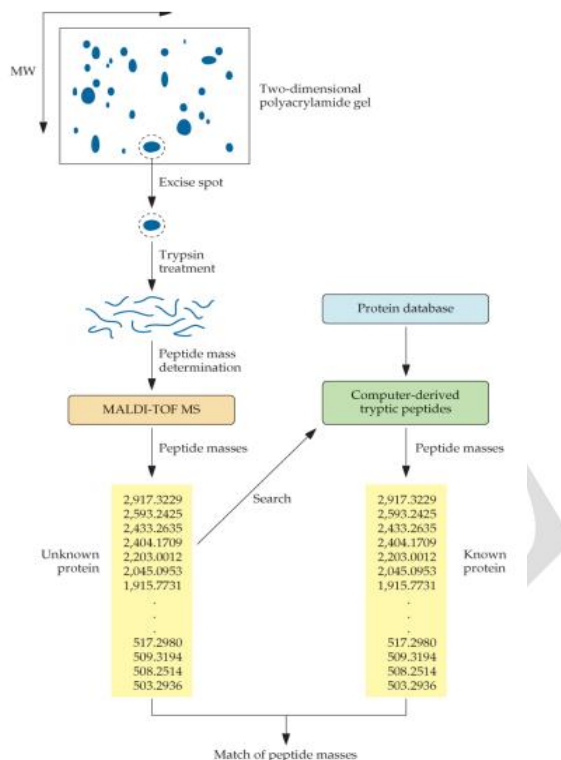 MW
Two-dimensional
polyacrylamide gel
Excise spot
Trypsin
treatment
Protein database
Peptide mass
determination
MALDI-TOF MS
Computer-derived
tryptic peptides
Peptide masses
Peptide masses
Search
Unknown
protein
2,917.3229
2,593.2425
2,433.2635
2,404.1709
2,203.0012
2,045.0953
1,915.7731
.
.
.
517.2980
509.3194
508.2514
503.2936
Known
protein
2,917.3229
2,593.2425
2,433.2635
2,404.1709
2,203.0012
2,045.0953
1,915.7731
.
.
.
517.2980
509.3194
508.2514
503.2936
Match of peptide masses